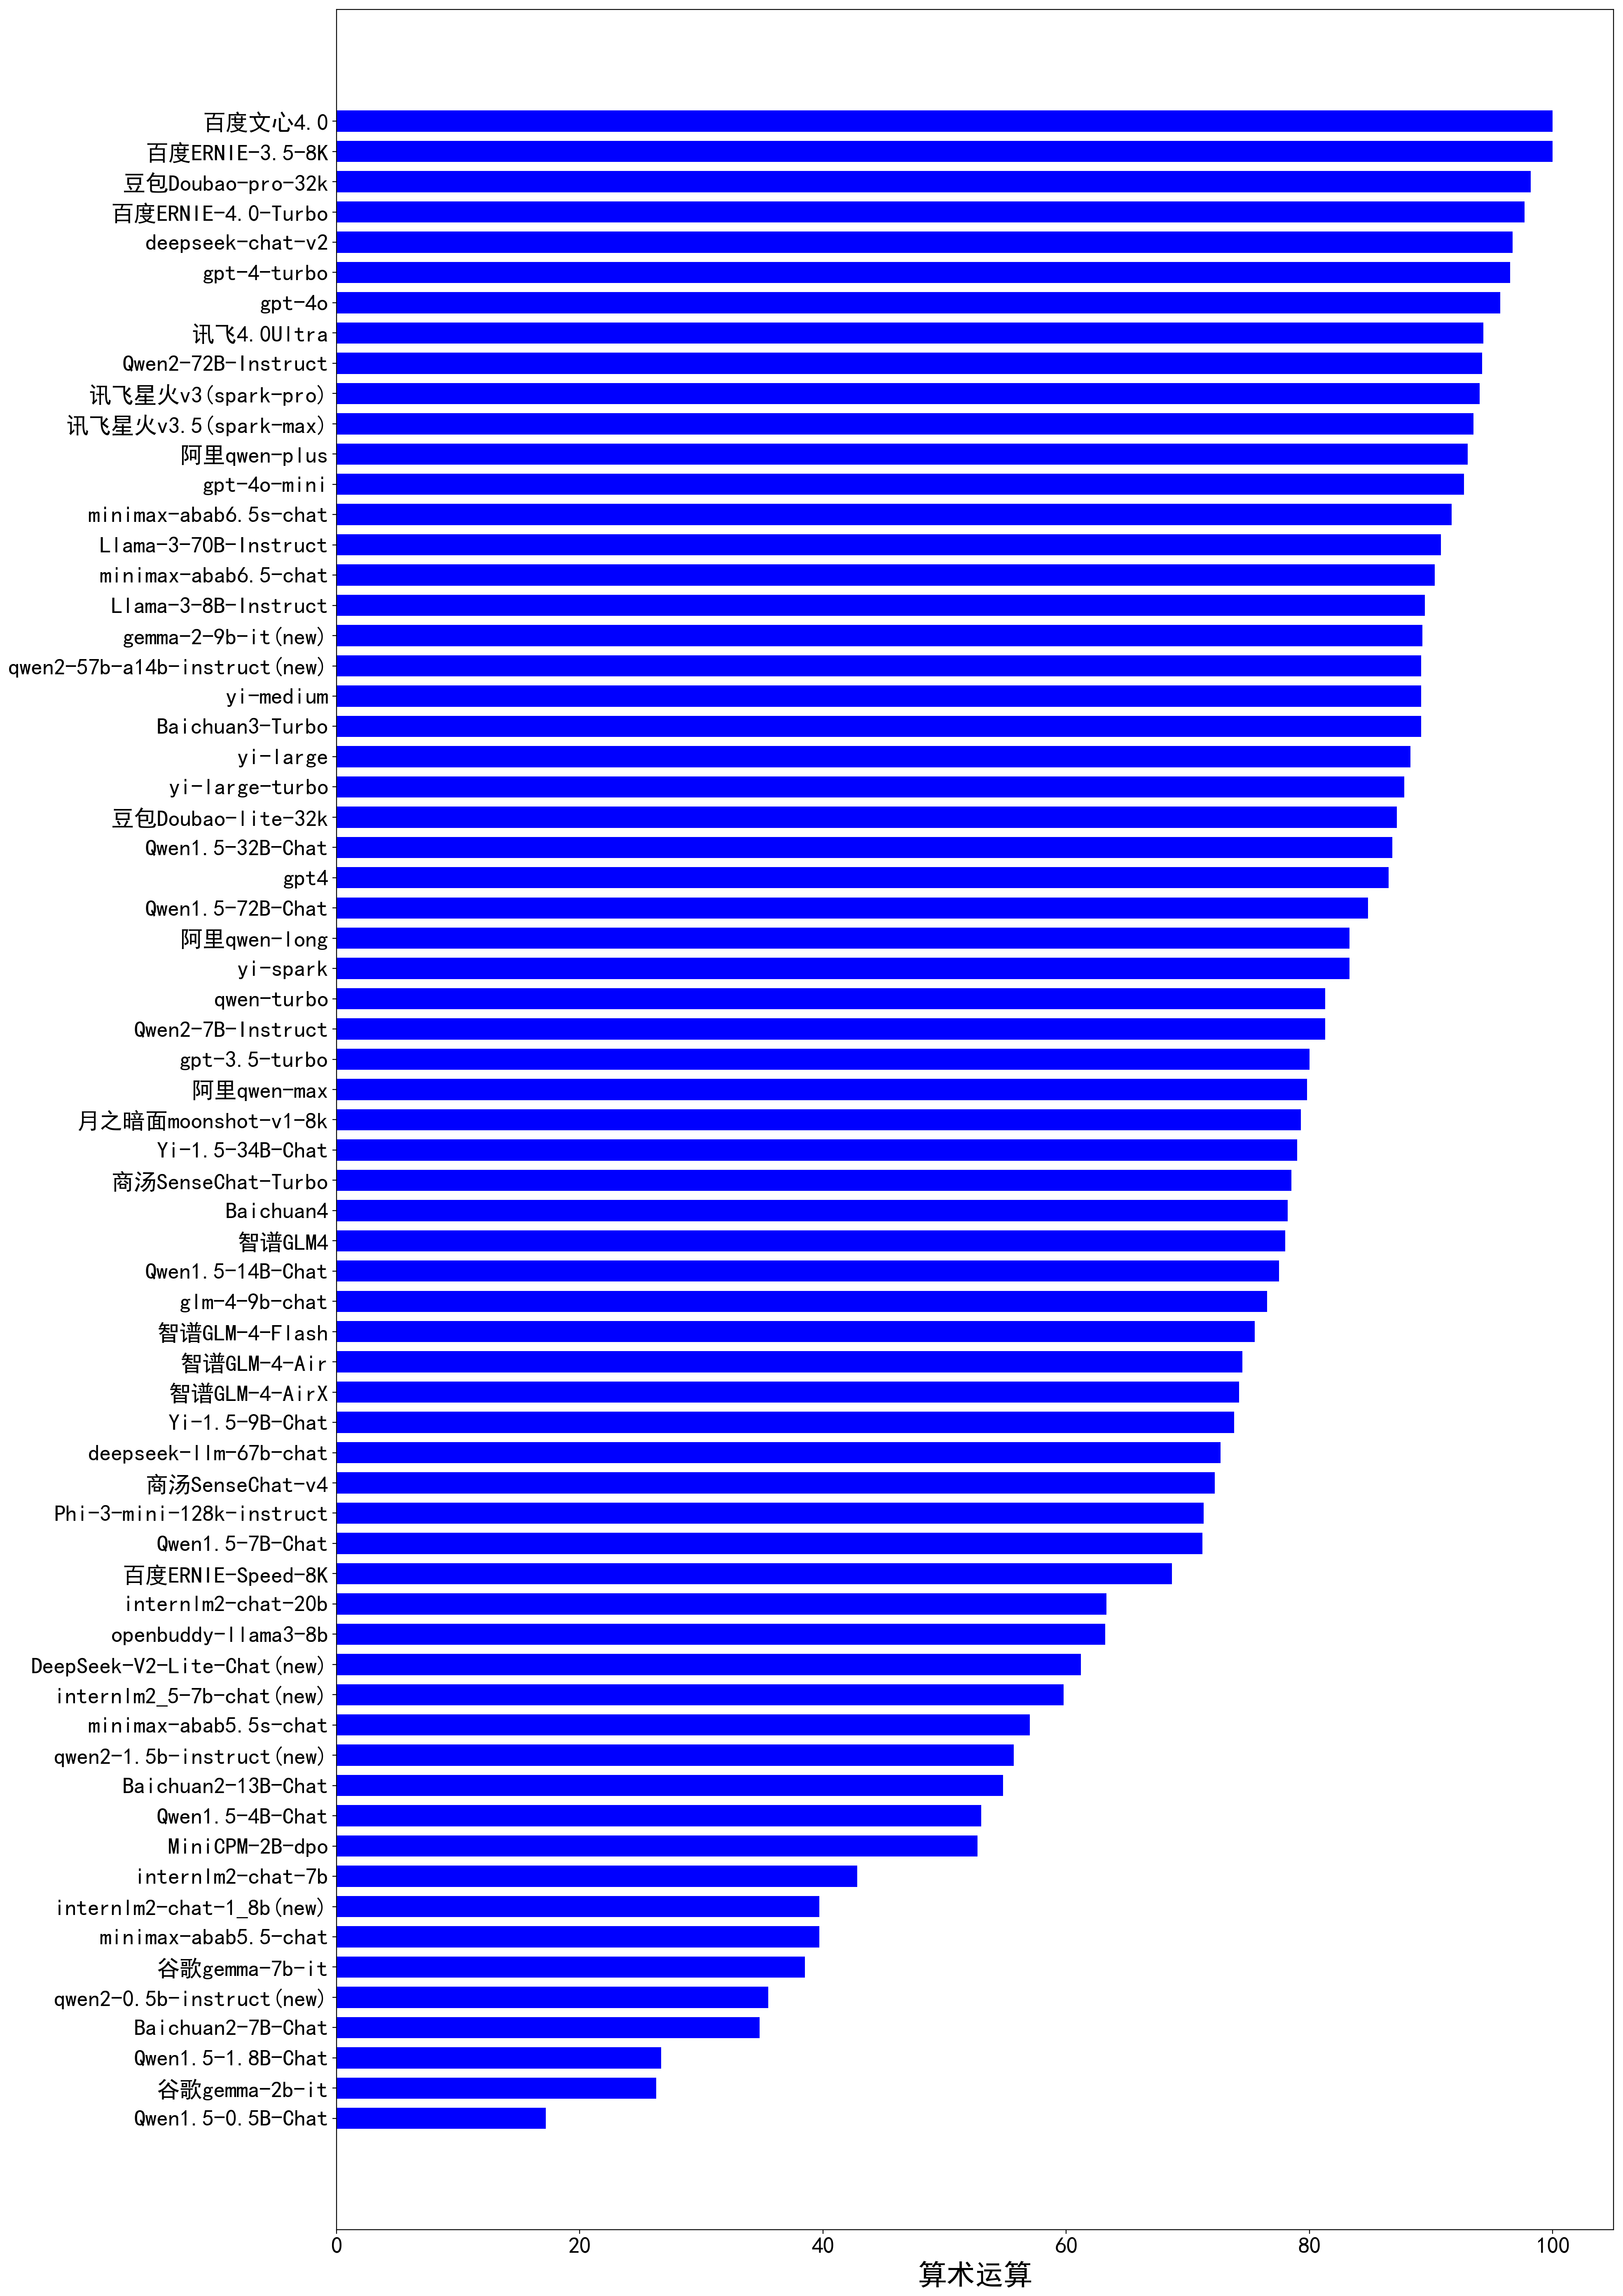 百度文心4.0
百度ERNIE-3.5-8K
豆包Doubao-pro-32k
百度ERNIE-4.0-Turbo
deepseek-chat-v2
gpt-4-turbo
gpt-4o
讯飞4.0Ultra
Qwen2-72B-Instruct
讯飞星火v3(spark-pro)
讯飞星火v3.5(spark-max)
阿里qwen-plus
gpt-4o-mini
minimax-abab6.5s-chat
Llama-3-70B-Instruct
minimax-abab6.5-chat
Llama-3-8B-Instruct
gemma-2-9b-it(new)
qwen2-57b-a14b-instruct(new)
yi-medium
Baichuan3-Turbo
yi-large
yi-large-turbo
豆包Doubao-lite-32k
Qwen1.5-32B-Chat
gpt4
Qwen1.5-72B-Chat
阿里qwen-long
yi-spark
qwen-turbo
Qwen2-7B-Instruct
gpt-3.5-turbo
阿里qwen-max
月之暗面moonshot-v1-8k
Yi-1.5-34B-Chat
商汤SenseChat-Turbo
Baichuan4
智谱GLM4
Qwen1.5-14B-Chat
glm-4-9b-chat
智谱GLM-4-Flash
智谱GLM-4-Air
智谱GLM-4-AirX
Yi-1.5-9B-Chat
deepseek-llm-67b-chat
商汤SenseChat-v4
Phi-3-mini-128k-instruct
Qwen1.5-7B-Chat
百度ERNIE-Speed-8K
internlm2-chat-20b
openbuddy-llama3-8b
DeepSeek-V2-Lite-Chat(new)
internlm2_5-7b-chat(new)
minimax-abab5.5s-chat
qwen2-1.5b-instruct(new)
Baichuan2-13B-Chat
Qwen1.5-4B-Chat
MiniCPM-2B-dpo
internlm2-chat-7b
internlm2-chat-1_8b(new)
minimax-abab5.5-chat
谷歌gemma-7b-it
qwen2-0.5b-instruct(new)
Baichuan2-7B-Chat
Qwen1.5-1.8B-Chat
谷歌gemma-2b-it
Qwen1.5-0.5B-Chat
0 20 40 60 80 100
算术运算